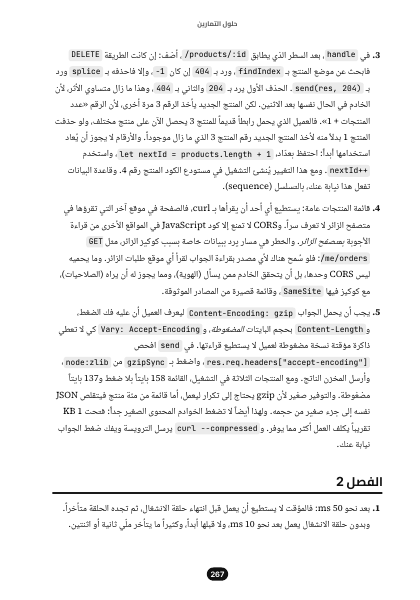 حلول التمارين
3. في handle، بعد السطر الذي يطابق /products/:id، أضف: إن كانت الطريقة DELETE
فابحث عن موضع المنتج بـ findIndex، ورد بـ 404 إن كان -1، وإلا فاحذفه بـ splice ورد
بـ send(res, 204). الحذف الأول يرد بـ 204 والثاني بـ 404، وهذا ما زال متساوي الأثر، لأن
الخادم في الحال نفسها بعد الاثنين. لكن المنتج الجديد يأخذ الرقم 3 مرة أخرى، لأن الرقم «عدد
المنتجات + 1». فالعميل الذي يحمل رابطاً قديماً للمنتج 3 يحصل الآن على منتج مختلف، ولو حذفت
المنتج 1 بدلاً منه لأخذ المنتج الجديد رقم المنتج 3 الذي ما زال موجوداً. والأرقام لا يجوز أن يُعاد
استخدامها أبداً: احتفظ بعدّاد، let nextId = products.length + 1، واستخدم
nextId++. ومع هذا التغيير يُنشئ التشغيل في مستودع الكود المنتج رقم 4. وقاعدة البيانات
تفعل هذا نيابة عنك، بالتسلسل (sequence).
4. قائمة المنتجات عامة: يستطيع أي أحد أن يقرأها بـ curl، فالصفحة في موقع آخر التي تقرؤها في
متصفح الزائر لا تعرف سراً. وCORS لا تمنع إلا كود JavaScript في المواقع الأخرى من قراءة
الأجوبة بمتصفح الزائر. والخطر في مسار يرد ببيانات خاصة بسبب كوكيز الزائر، مثل GET
/me/orders: فلو سُمح هناك لأي مصدر بقراءة الجواب لقرأ أي موقع طلبات الزائر. وما يحميه
ليس CORS وحدها، بل أن يتحقق الخادم ممن يسأل (الهوية)، ومما يجوز له أن يراه (الصلاحيات)،
مع كوكيز فيها SameSite، وقائمة قصيرة من المصادر الموثوقة.
5. يجب أن يحمل الجواب Content-Encoding: gzip ليعرف العميل أن عليه فك الضغط،
وContent-Length بحجم البايتات المضغوطة، وVary: Accept-Encoding كي لا تعطي
ذاكرة مؤقتة نسخة مضغوطة لعميل لا يستطيع قراءتها. في send افحص
res.req.headers["accept-encoding"]، واضغط بـ gzipSync من node:zlib،
وأرسل المخزن الناتج. ومع المنتجات الثلاثة في التشغيل، القائمة 158 بايتاً بلا ضغط و137 بايتاً
مضغوطة. والتوفير صغير لأن gzip يحتاج إلى تكرار ليعمل، أما قائمة من مئة منتج فيتقلص JSON
نفسه إلى جزء صغير من حجمه. ولهذا أيضاً لا تضغط الخوادم المحتوى الصغير جداً: فتحت 1 KB
تقريباً يكلف العمل أكثر مما يوفر. وcurl --compressed يرسل الترويسة ويفك ضغط الجواب
نيابة عنك.
الفصل 2
1. بعد نحو 50 ms: فالمؤقت لا يستطيع أن يعمل قبل انتهاء حلقة الانشغال، ثم تجده الحلقة متأخراً.
وبدون حلقة الانشغال يعمل بعد نحو 10 ms، ولا قبلها أبداً، وكثيراً ما يتأخر ملّي ثانية أو اثنتين.
267